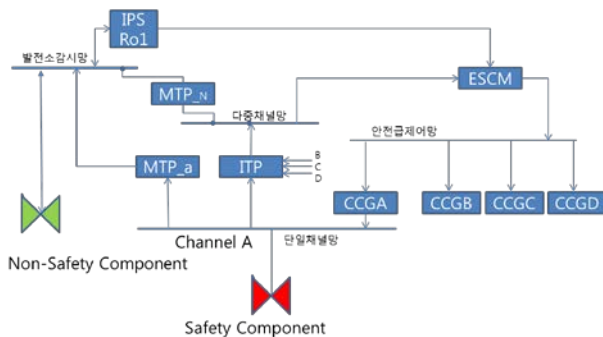 IPS
Ro1
발전소감시망
MTP_N
다중채널망
ESCM
안전급제어망
MTP_a
ITP
B
C
D
CCGA
CCGB
CCGC
CCGD
Channel A
단일채널망
Non-Safety Component
Safety Component